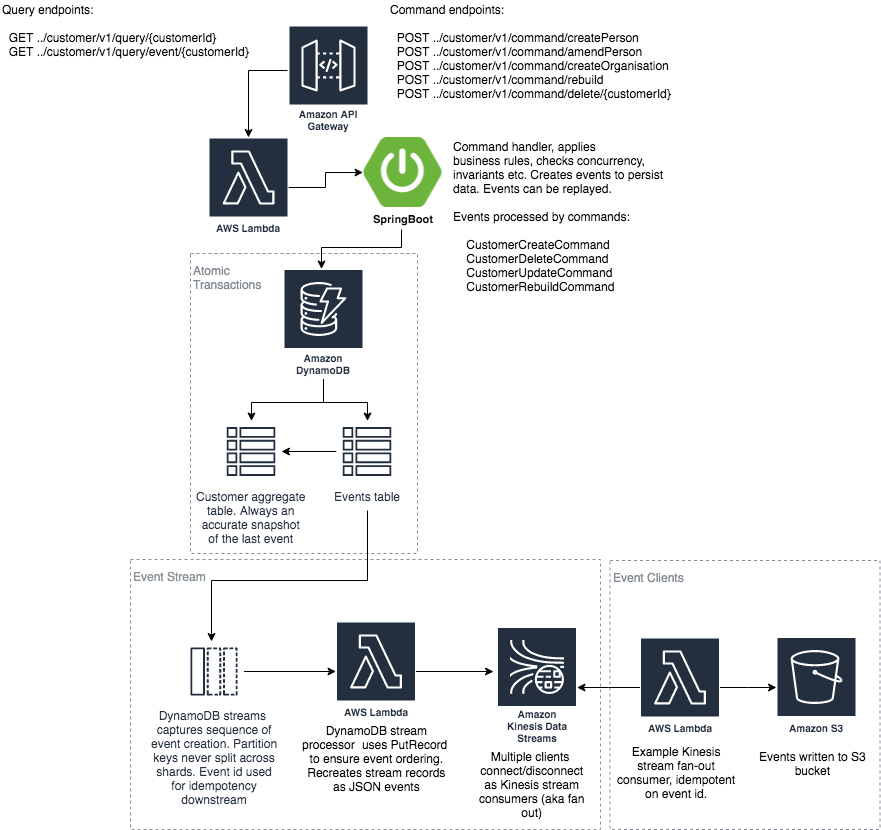 Query endpoints:
GET ../customer/v1/query/{customerId}
GET ../customer/v1/query/event/{customerId}
Command endpoints:
POST ../customer/v1/command/createPerson
POST ../customer/v1/command/amendPerson
POST ../customer/v1/command/createOrganisation
POST ../customer/v1/command/rebuild
POST ../customer/v1/command/delete/{customerId}
Amazon API
Gateway
AWS Lambda
SpringBoot
Command handler, applies
business rules, checks concurrency,
invariants etc. Creates events to persist
data. Events can be replayed.
Events processed by commands:
CustomerCreateCommand
CustomerDeleteCommand
CustomerUpdateCommand
CustomerRebuildCommand
Atomic
Transactions
Amazon
DynamoDB
Customer aggregate
table. Always an
accurate snapshot
of the last event
Events table
Event Stream
DynamoDB streams
captures sequence of
event creation. Partition
keys never split across
shards. Event id used
for idempotency
downstream
AWS Lambda
DynamoDB stream
processor uses PutRecord
to ensure event ordering.
Recreates stream records
as JSON events
Amazon
Kinesis Data
Streams
Multiple clients
connect/disconnect
as Kinesis stream
consumers (aka fan
out)
Event Clients
AWS Lambda
Example Kinesis
stream fan-out
consumer, idempotent
on event id.
Amazon S3
Events written to S3
bucket